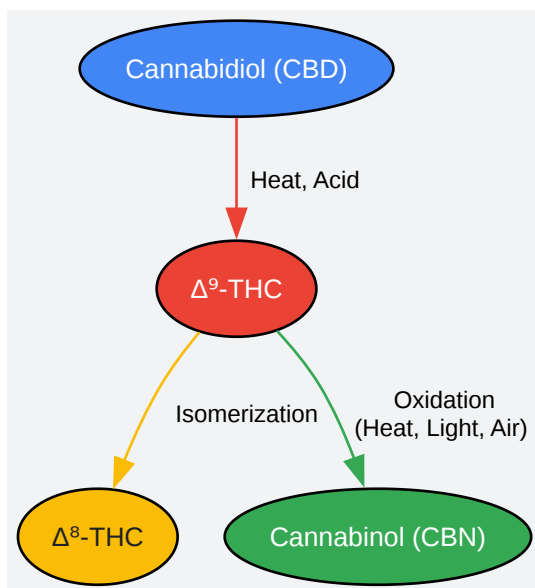 Cannabidiol (CBD)
Heat, Acid
Δ⁹-THC
Isomerization
Oxidation
(Heat, Light, Air)
Δ⁸-THC
Cannabinol (CBN)